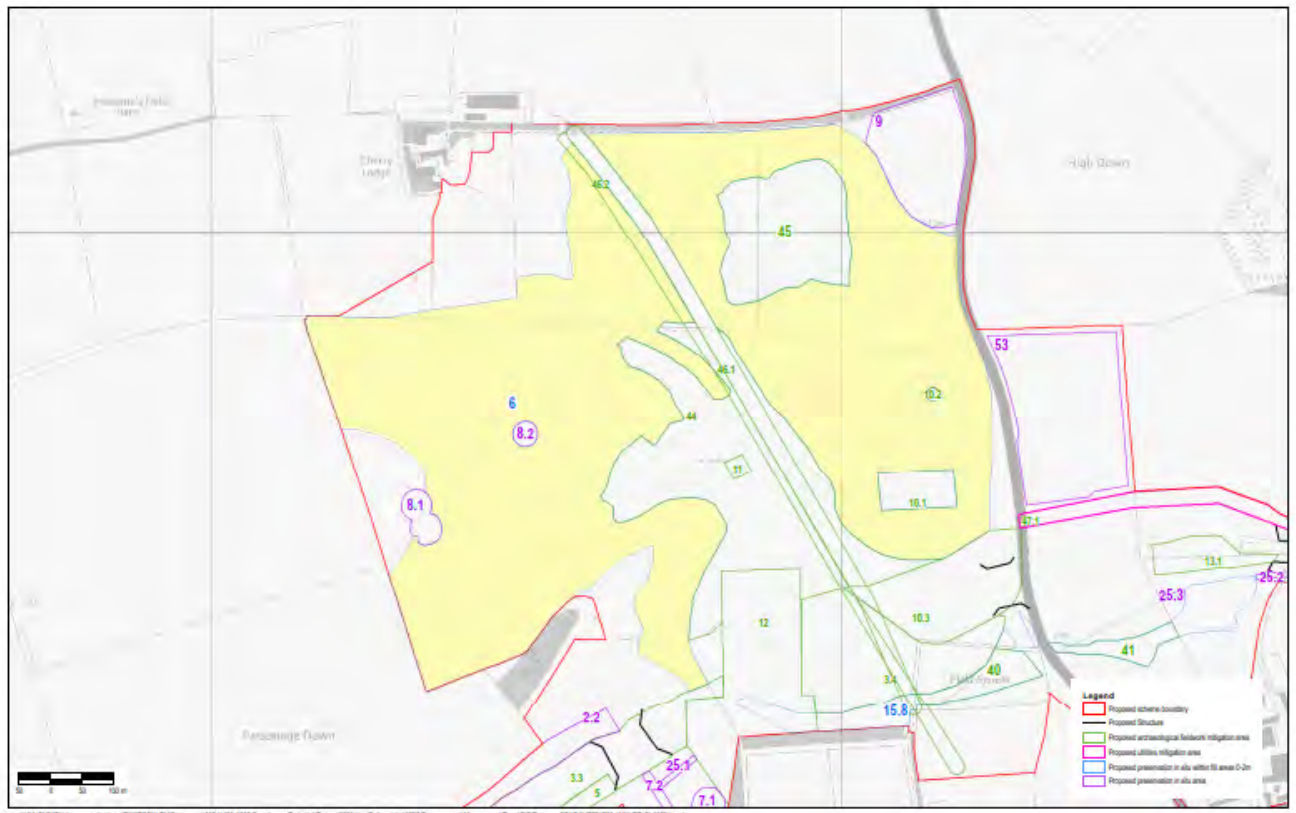 9
High Down
Cherry
Lodge
46.2
45
53
46.1
10.2
6
44
8.2
11
10.1
8.1
47.1
13.1
25.2
25.3
12
10.3
41
40
3.4
15.8
2.2
Parsonage Down
25.1
3.3
7.2
5
7.1
50 0 50 100 m
Legend
Proposed scheme boundary
Proposed Structure
Proposed archaeological fieldwork mitigation area
Proposed utilities mitigation area
Proposed preservation in situ within fill areas 0-2m
Proposed preservation in situ area